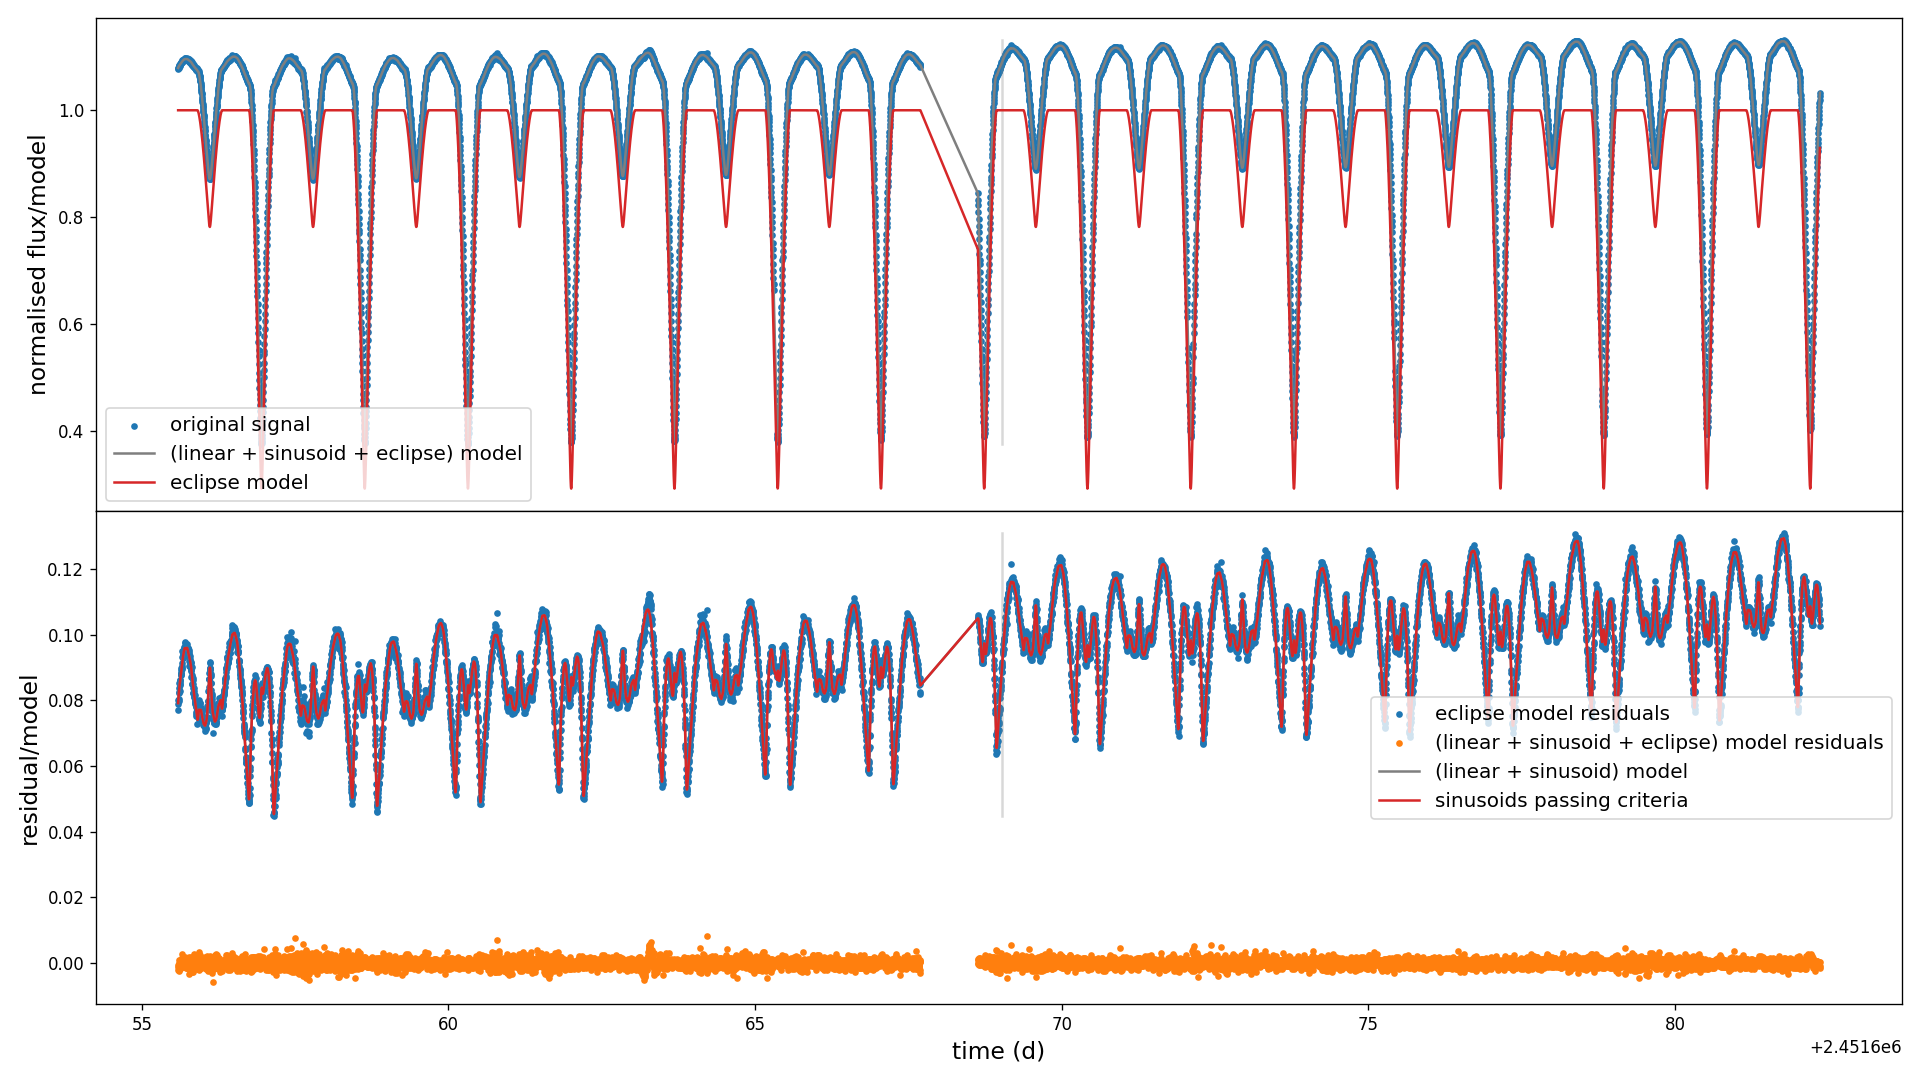 normalised flux/model
1.0
0.8
0.6
0.4
original signal
(linear + sinusoid + eclipse) model
eclipse model
residual/model
0.12
0.10
0.08
0.06
0.04
0.02
0.00
eclipse model residuals
(linear + sinusoid + eclipse) model residuals
(linear + sinusoid) model
sinusoids passing criteria
55 60 65 70 75 80
time (d)
+2.4516e6